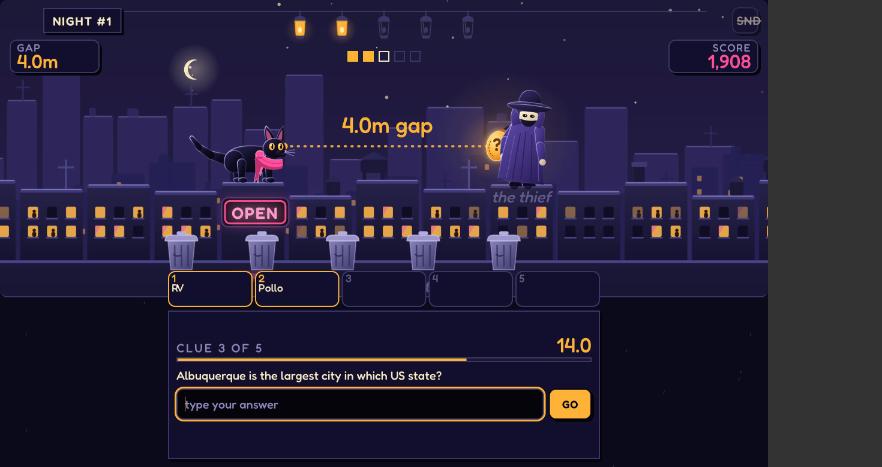 NIGHT #1
SND
GAP
4.0m
SCORE
1,908
4.0m gap
?
the thief
OPEN
1
RV
2
Pollo
3
4
5
CLUE 3 OF 5
14.0
Albuquerque is the largest city in which US state?
type your answer
GO